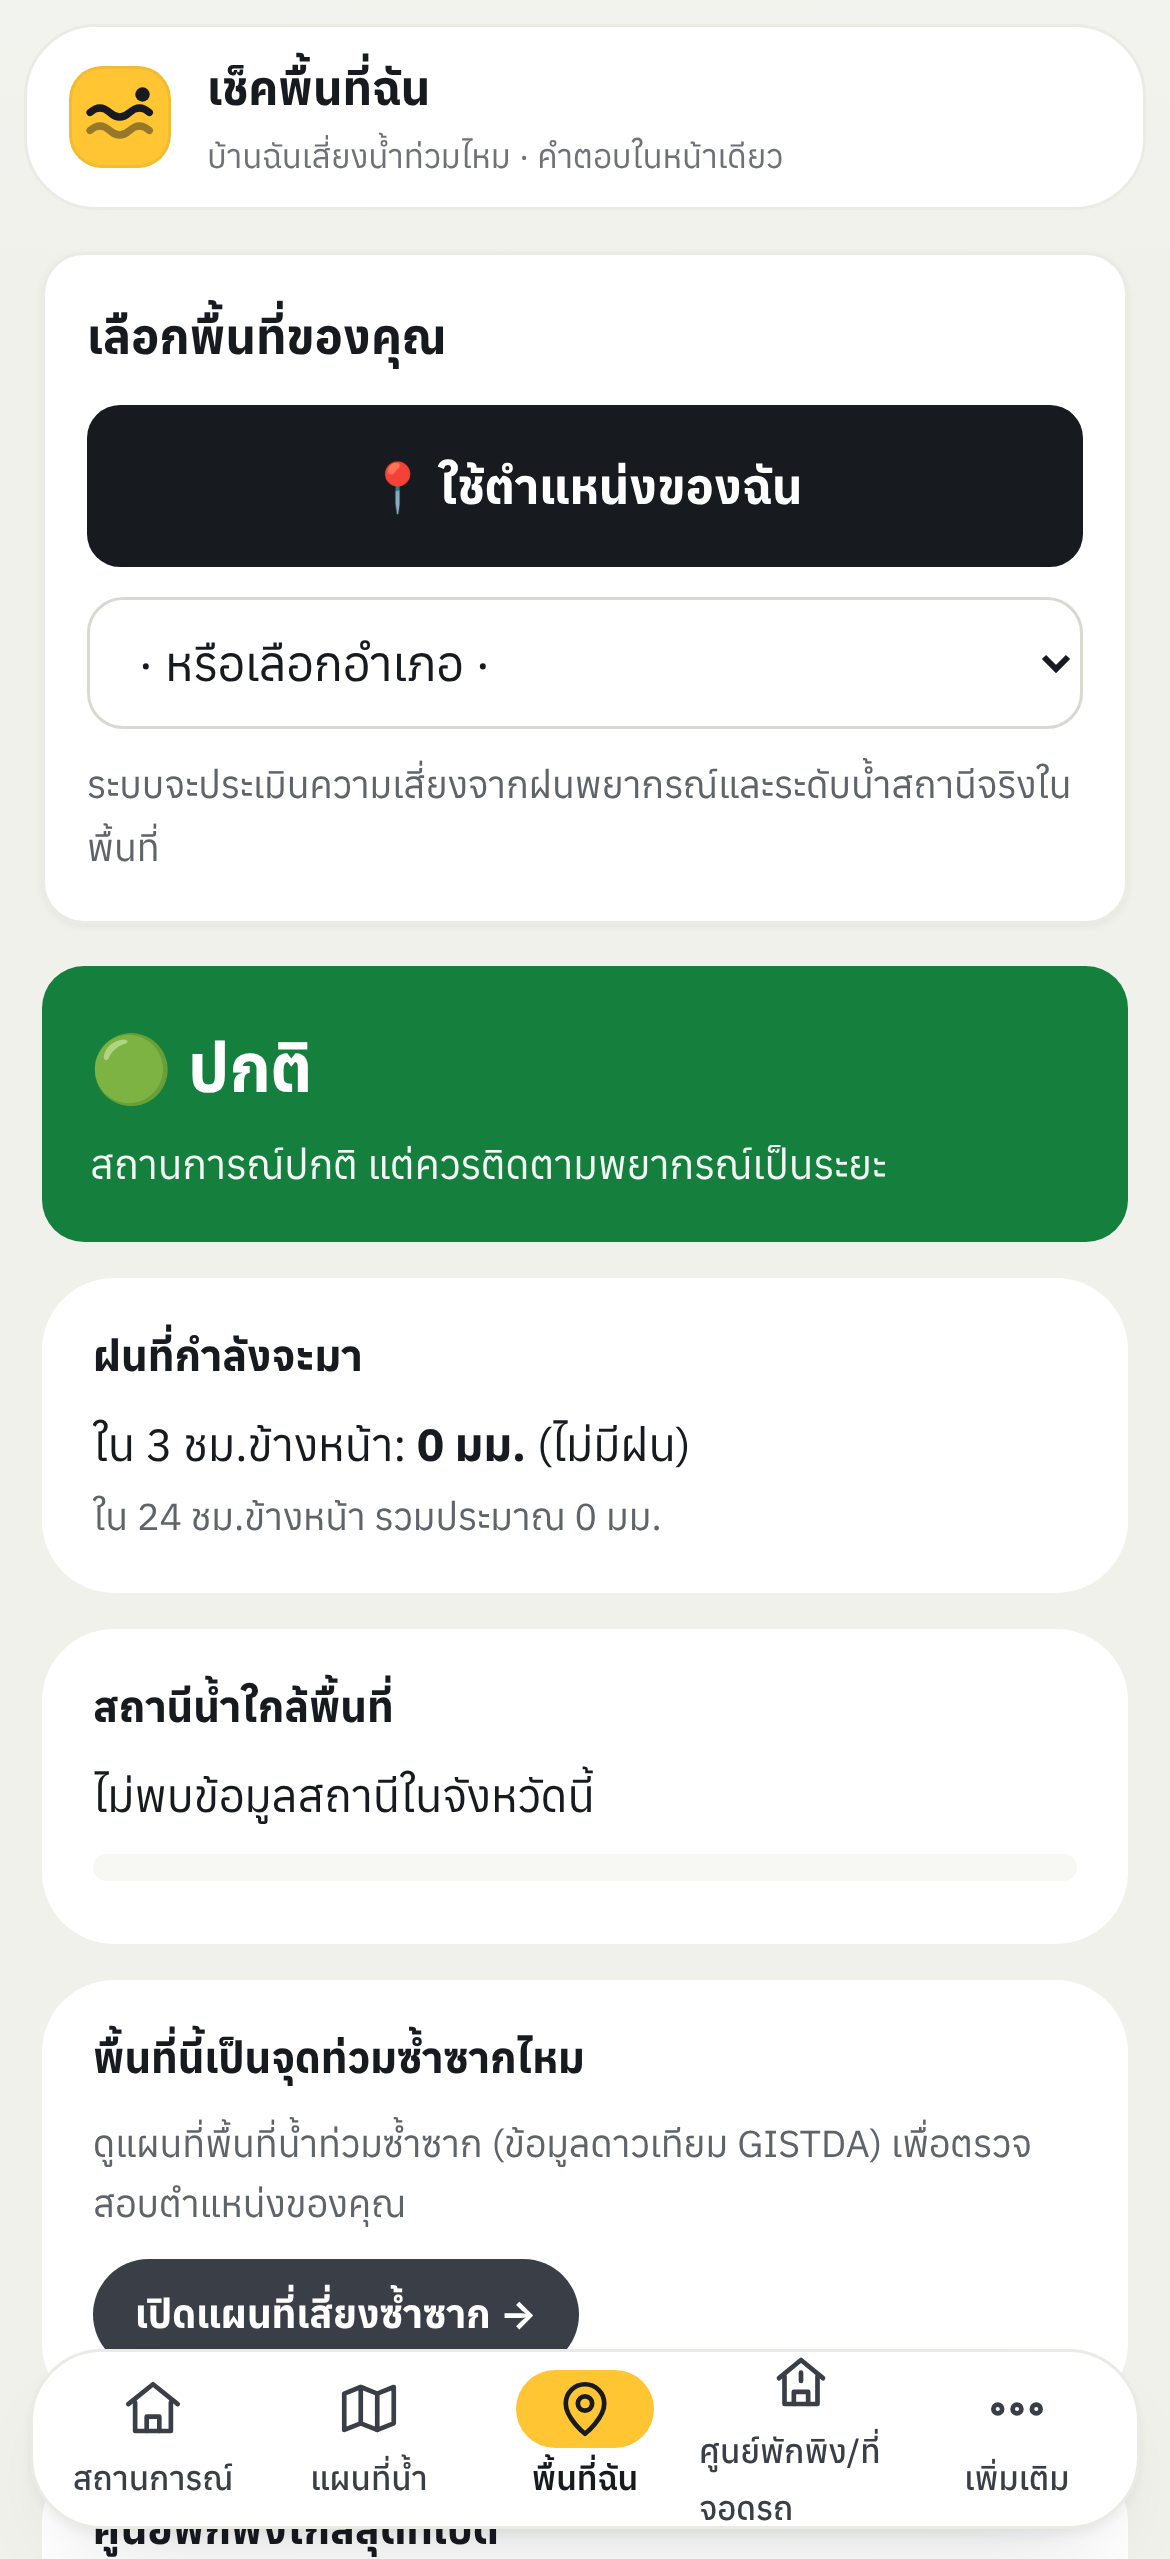 เช็คพื้นที่ฉัน
บ้านฉันเสี่ยงน้ำท่วมไหม · คำตอบในหน้าเดียว
เลือกพื้นที่ของคุณ
ใช้ตำแหน่งของฉัน
· หรือเลือกอำเภอ ·
ระบบจะประเมินความเสี่ยงจากฝนพยากรณ์และระดับน้ำสถานีจริงใน
พื้นที่
ปกติ
สถานการณ์ปกติ แต่ควรติดตามพยากรณ์เป็นระยะ
ฝนที่กำลังจะมา
ใน 3 ชม.ข้างหน้า: 0 มม. (ไม่มีฝน)
ใน 24 ชม.ข้างหน้า รวมประมาณ 0 มม.
สถานีน้ำใกล้พื้นที่
ไม่พบข้อมูลสถานีในจังหวัดนี้
พื้นที่นี้เป็นจุดท่วมซ้ำซากไหม
ดูแผนที่พื้นที่น้ำท่วมซ้ำซาก (ข้อมูลดาวเทียม GISTDA) เพื่อตรวจ
สอบตำแหน่งของคุณ
เปิดแผนที่เสี่ยงซ้ำซาก →
สถานการณ์
แผนที่น้ำ
พื้นที่ฉัน
ศูนย์พักพิง/ที่
จอดรถ
เพิ่มเติม